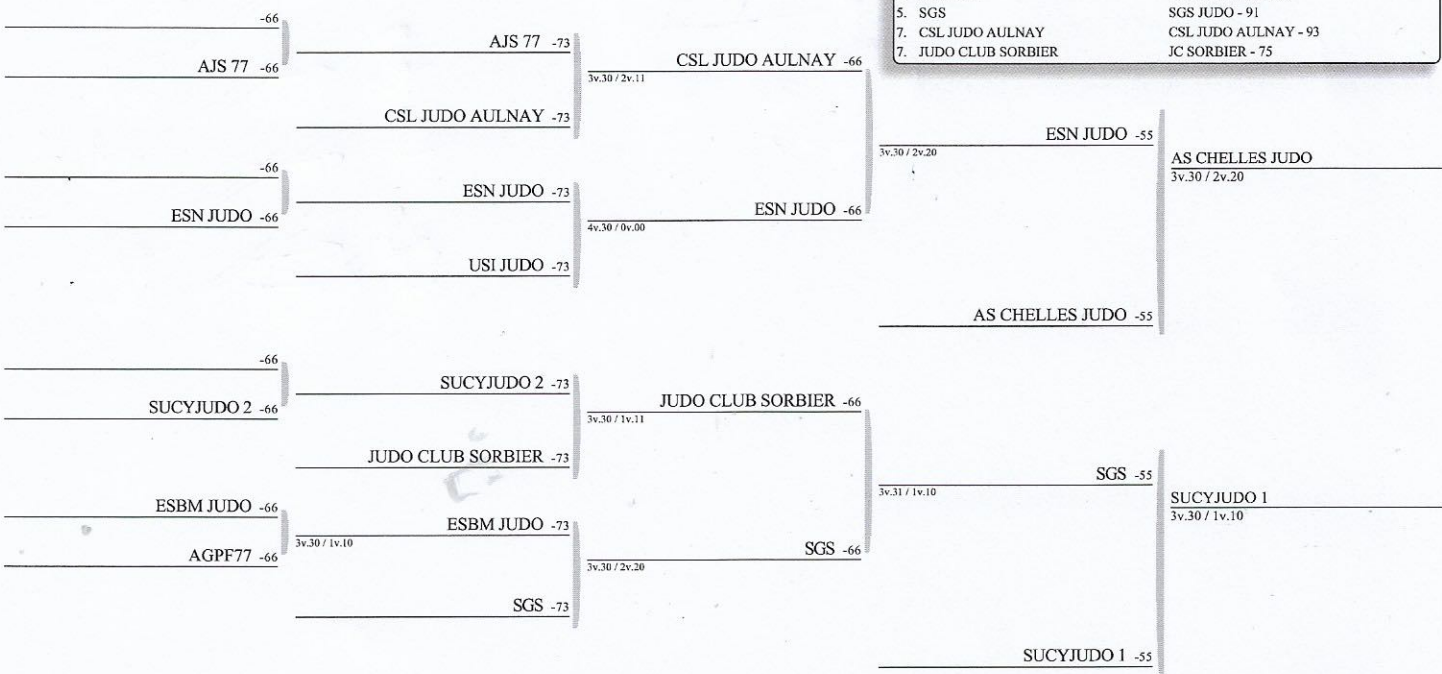 5. SGS SGS JUDO - 91
7. CSL JUDO AULNAY CSL JUDO AULNAY - 93
7. JUDO CLUB SORBIER JC SORBIER - 75
-66
AJS 77 -66
-66
ESN JUDO -66
-66
SUCYJUDO 2 -66
ESBM JUDO -66
AGPF77 -66
AJS 77 -73
CSL JUDO AULNAY -73
ESN JUDO -73
USI JUDO -73
SUCYJUDO 2 -73
JUDO CLUB SORBIER -73
ESBM JUDO -73
3v.30 / 1v.10
SGS -73
CSL JUDO AULNAY -66
3v.30 / 2v.11
ESN JUDO -66
4v.30 / 0v.00
JUDO CLUB SORBIER -66
3v.30 / 1v.11
SGS -66
3v.30 / 2v.20
ESN JUDO -55
3v.30 / 2v.20
AS CHELLES JUDO -55
SGS -55
3v.31 / 1v.10
SUCYJUDO 1 -55
AS CHELLES JUDO
3v.30 / 2v.20
SUCYJUDO 1
3v.30 / 1v.10